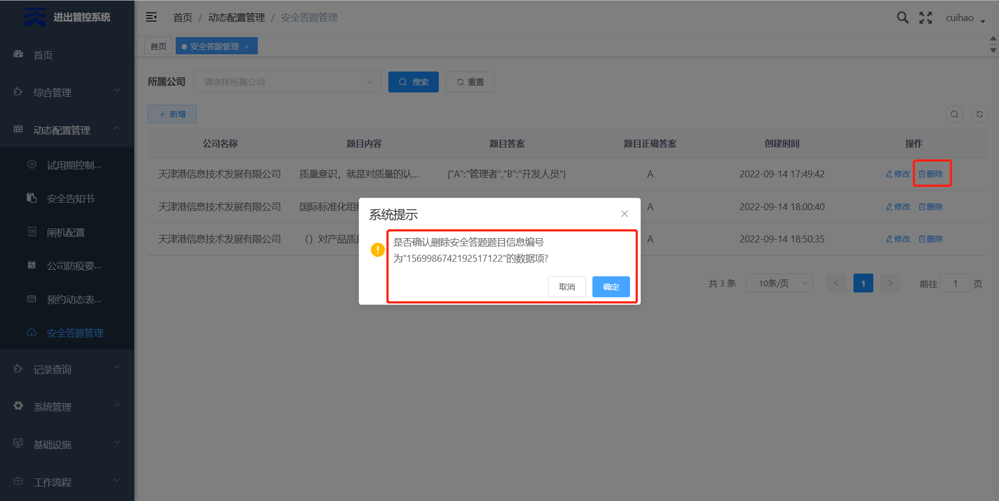 进出管控系统
首页 / 动态配置管理 / 安全答题管理
cuihao
首页
安全答题管理 ×
首页
综合管理
动态配置管理
试用期控制...
安全告知书
闸机配置
公司防疫要...
预约动态表...
安全答题管理
记录查询
系统管理
基础设施
工作流程
所属公司 请选择所属公司 搜索 重置
新增
公司名称 题目内容 题目答案 题目正确答案 创建时间 操作
天津港信息技术发展有限公司 质量意识，就是对质量的认... {"A":"管理者","B":"开发人员"} A 2022-09-14 17:49:42 修改 删除
天津港信息技术发展有限公司 国际标准化组 A 2022-09-14 18:00:40 修改 删除
天津港信息技术发展有限公司 （）对产品质 A 2022-09-14 18:50:35 修改 删除
系统提示
是否确认删除安全答题题目信息编号
为"1569986742192517122"的数据项?
取消 确定
共 3 条 10条/页 1 前往 1 页